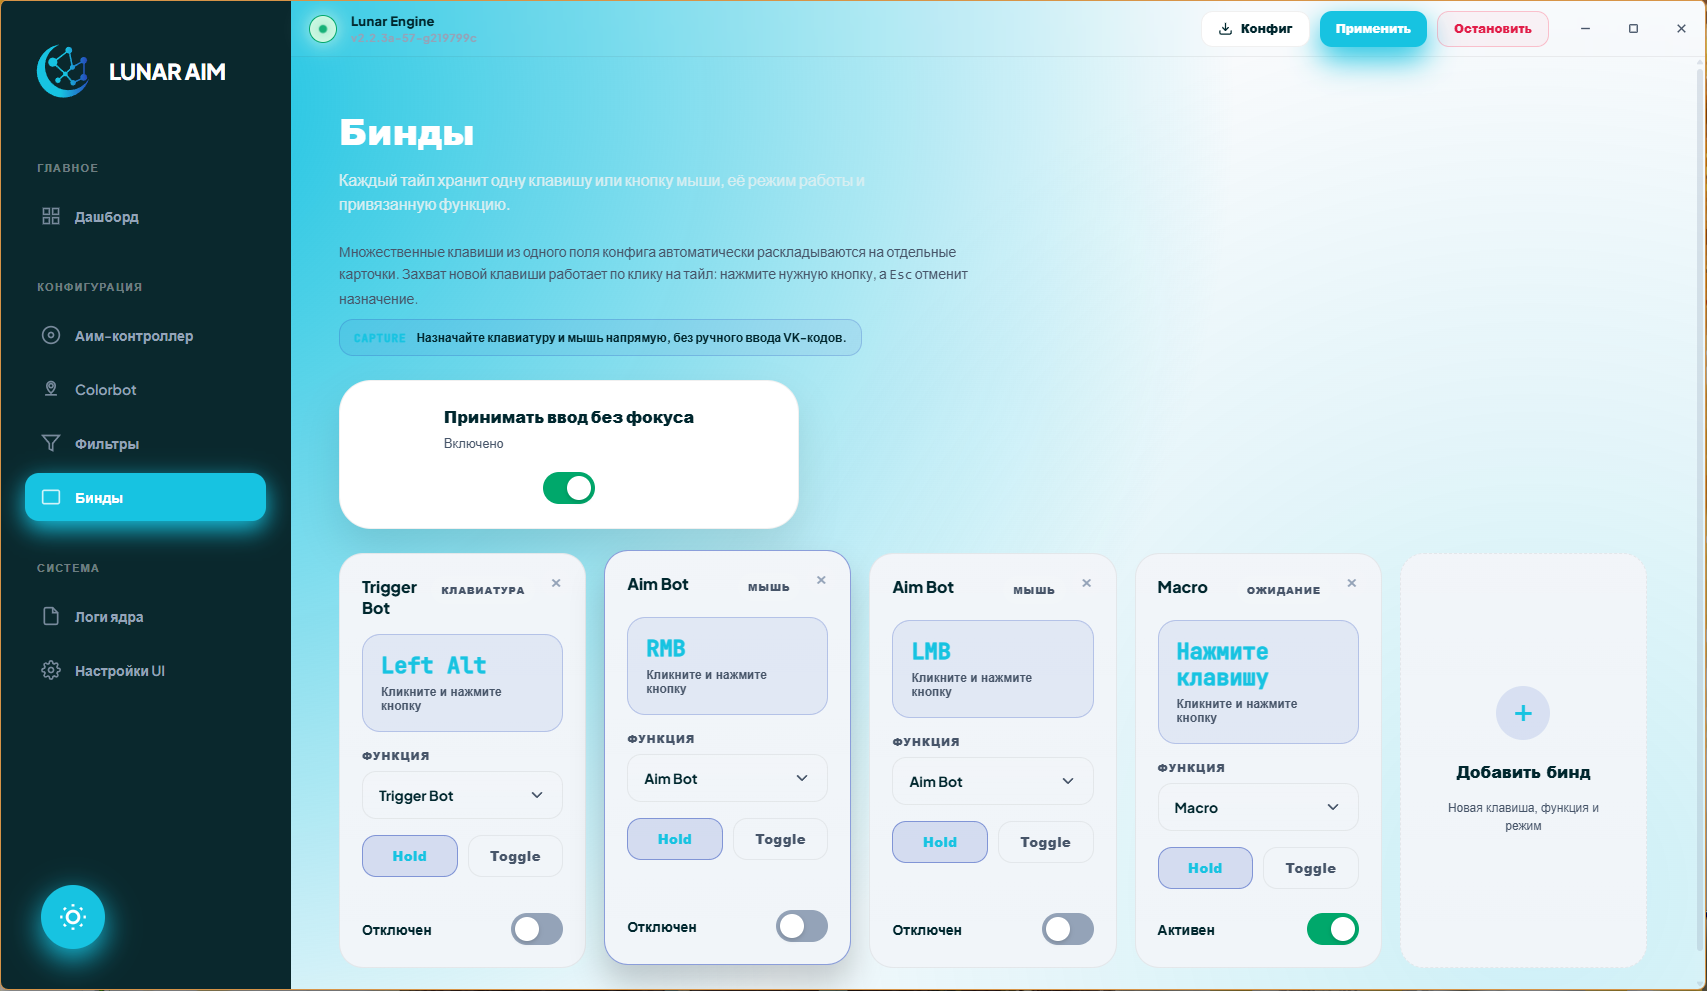 LUNAR AIM
ГЛАВНОЕ
Дашборд
КОНФИГУРАЦИЯ
Аим-контроллер
Colorbot
Фильтры
Бинды
СИСТЕМА
Логи ядра
Настройки UI
Lunar Engine
v2.2.3a-57-g219799c
Конфиг
Применить
Остановить
Бинды
Каждый тайл хранит одну клавишу или кнопку мыши, её режим работы и
привязанную функцию.
Множественные клавиши из одного поля конфига автоматически раскладываются на отдельные
карточки. Захват новой клавиши работает по клику на тайл: нажмите нужную кнопку, а Esc отменит
назначение.
CAPTURE Назначайте клавиатуру и мышь напрямую, без ручного ввода VK-кодов.
Принимать ввод без фокуса
Включено
Trigger
Bot
КЛАВИАТУРА
Left Alt
Кликните и нажмите
кнопку
ФУНКЦИЯ
Trigger Bot
Hold Toggle
Отключен
Aim Bot МЫШЬ
RMB
Кликните и нажмите
кнопку
ФУНКЦИЯ
Aim Bot
Hold Toggle
Отключен
Aim Bot МЫШЬ
LMB
Кликните и нажмите
кнопку
ФУНКЦИЯ
Aim Bot
Hold Toggle
Отключен
Macro ОЖИДАНИЕ
Нажмите
клавишу
Кликните и нажмите
кнопку
ФУНКЦИЯ
Macro
Hold Toggle
Активен
Добавить бинд
Новая клавиша, функция и
режим